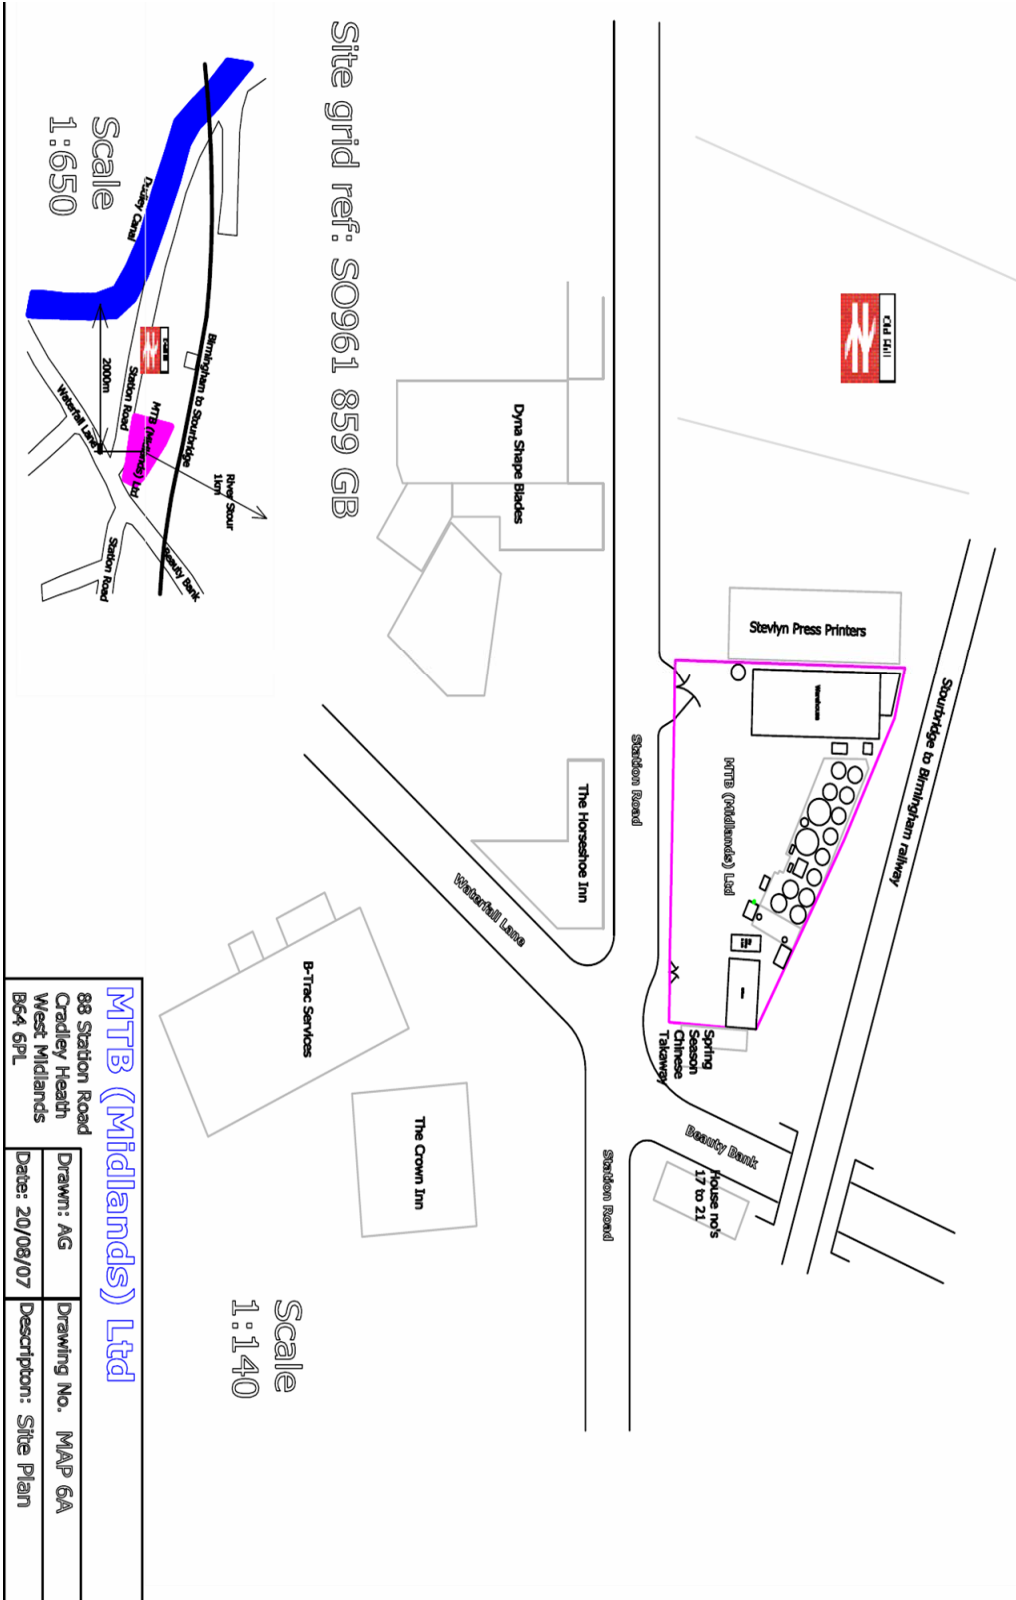 Stourbridge to Birmingham railway
Stevlyn Press Printers
Warehouse
MTB (Midlands) Ltd
Spring
Season
Chinese
Takaway
Beauty Bank
House no's
17 to 21
Station Road
Station Road
Dyna Shape Blades
The Horseshoe Inn
Waterfall Lane
B-Trac Services
The Crown Inn
Site grid ref: SO961 859 GB
Scale
1:140
Birmingham to Stourbridge
River Stour
1km
Dudley Canal
Station Road
MTB (Midlands) Ltd
2000m
Waterfall Lane
Beauty Bank
Station Road
Scale
1:650
MTB (Midlands) Ltd
88 Station Road
Cradley Heath
West Midlands
B64 6PL
Drawn: AG
Drawing No. MAP 6A
Date: 20/08/07
Descripton: Site Plan